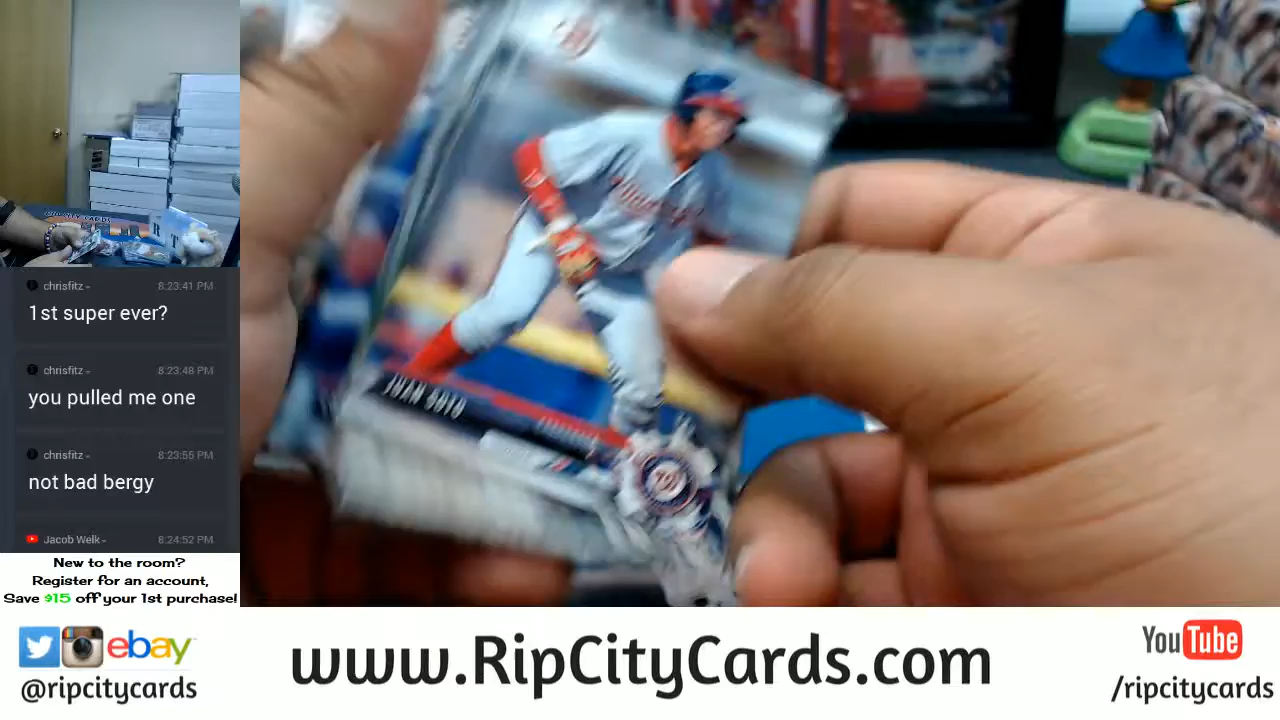 chrisfitz- 8:23:41 PM
1st super ever?
chrisfitz- 8:23:48 PM
you pulled me one
chrisfitz- 8:23:55 PM
not bad bergy
Jacob Welk- 8:24:52 PM
New to the room?
Register for an account,
Save $15 off your 1st purchase!
JUAN SOTO
ebay
@ripcitycards
www.RipCityCards.com
YouTube
/ripcitycards